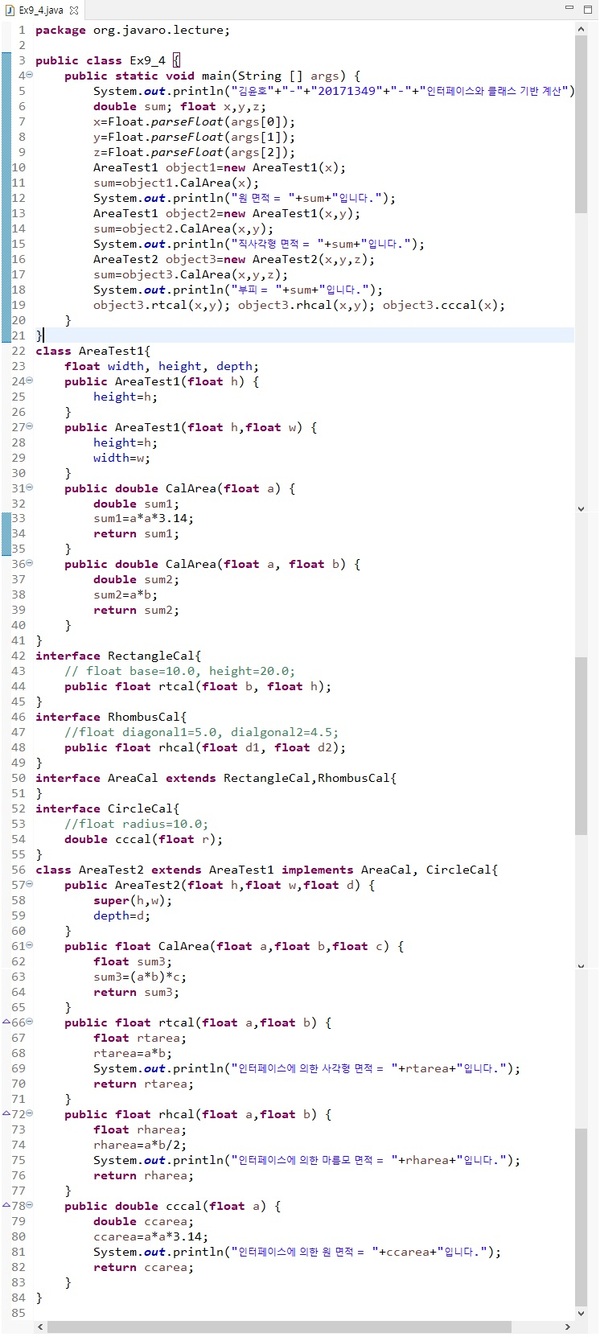 Ex9_4.java
1 package org.javaro.lecture;
2
3 public class Ex9_4 {
4 public static void main(String [] args) {
5 System.out.println("김윤호"+"-"+"20171349"+"-"+"인터페이스와 클래스 기반 계산")
6 double sum; float x,y,z;
7 x=Float.parseFloat(args[0]);
8 y=Float.parseFloat(args[1]);
9 z=Float.parseFloat(args[2]);
10 AreaTest1 object1=new AreaTest1(x);
11 sum=object1.CalArea(x);
12 System.out.println("원 면적 = "+sum+"입니다.");
13 AreaTest1 object2=new AreaTest1(x,y);
14 sum=object2.CalArea(x,y);
15 System.out.println("직사각형 면적 = "+sum+"입니다.");
16 AreaTest2 object3=new AreaTest2(x,y,z);
17 sum=object3.CalArea(x,y,z);
18 System.out.println("부피 = "+sum+"입니다.");
19 object3.rtcal(x,y); object3.rhcal(x,y); object3.cccal(x);
20 }
21 }
22 class AreaTest1{
23 float width, height, depth;
24 public AreaTest1(float h) {
25 height=h;
26 }
27 public AreaTest1(float h,float w) {
28 height=h;
29 width=w;
30 }
31 public double CalArea(float a) {
32 double sum1;
33 sum1=a*a*3.14;
34 return sum1;
35 }
36 public double CalArea(float a, float b) {
37 double sum2;
38 sum2=a*b;
39 return sum2;
40 }
41 }
42 interface RectangleCal{
43 // float base=10.0, height=20.0;
44 public float rtcal(float b, float h);
45 }
46 interface RhombusCal{
47 //float diagonal1=5.0, dialgonal2=4.5;
48 public float rhcal(float d1, float d2);
49 }
50 interface AreaCal extends RectangleCal,RhombusCal{
51 }
52 interface CircleCal{
53 //float radius=10.0;
54 double cccal(float r);
55 }
56 class AreaTest2 extends AreaTest1 implements AreaCal, CircleCal{
57 public AreaTest2(float h,float w,float d) {
58 super(h,w);
59 depth=d;
60 }
61 public float CalArea(float a,float b,float c) {
62 float sum3;
63 sum3=(a*b)*c;
64 return sum3;
65 }
66 public float rtcal(float a,float b) {
67 float rtarea;
68 rtarea=a*b;
69 System.out.println("인터페이스에 의한 사각형 면적 = "+rtarea+"입니다.");
70 return rtarea;
71 }
72 public float rhcal(float a,float b) {
73 float rharea;
74 rharea=a*b/2;
75 System.out.println("인터페이스에 의한 마름모 면적 = "+rharea+"입니다.");
76 return rharea;
77 }
78 public double cccal(float a) {
79 double ccarea;
80 ccarea=a*a*3.14;
81 System.out.println("인터페이스에 의한 원 면적 = "+ccarea+"입니다.");
82 return ccarea;
83 }
84 }
85